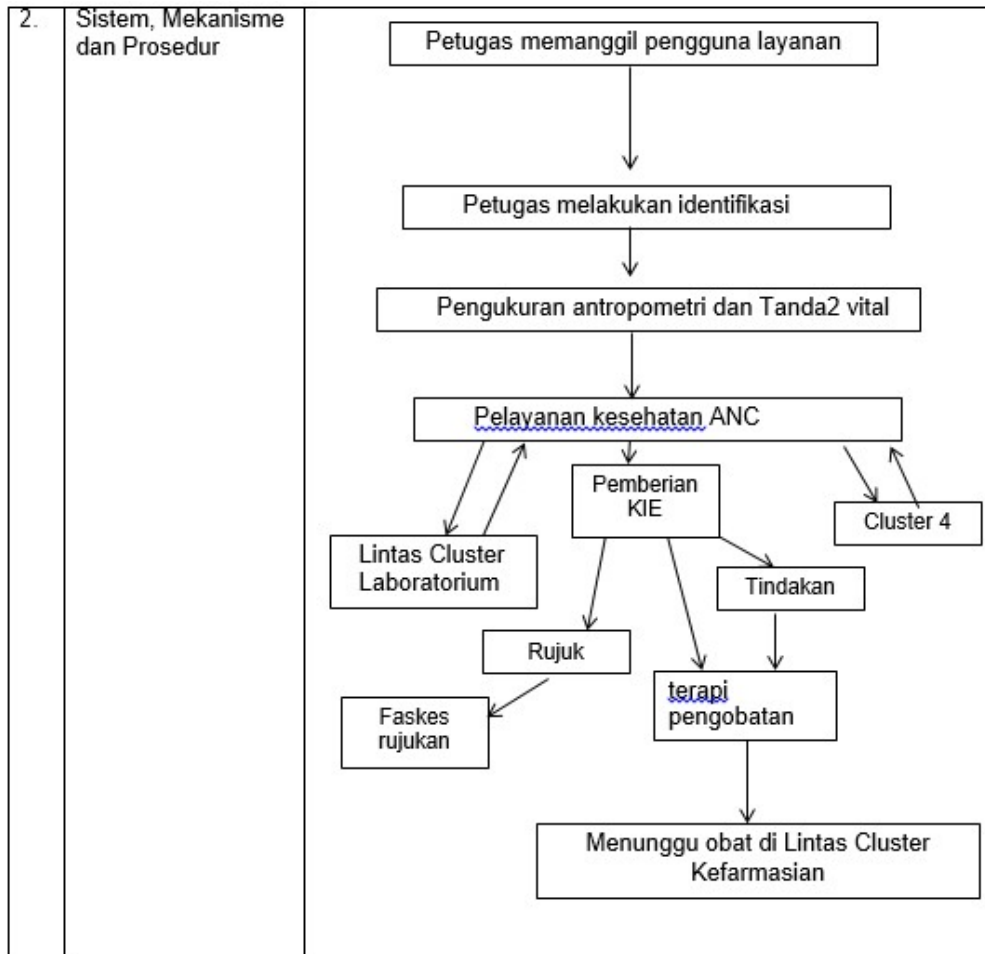 2.
Sistem, Mekanisme
dan Prosedur
Petugas memanggil pengguna layanan
Petugas melakukan identifikasi
Pengukuran antropometri dan Tanda2 vital
Pelayanan kesehatan ANC
Pemberian
KIE
Cluster 4
Lintas Cluster
Laboratorium
Tindakan
Rujuk
terapi
pengobatan
Faskes
rujukan
Menunggu obat di Lintas Cluster
Kefarmasian